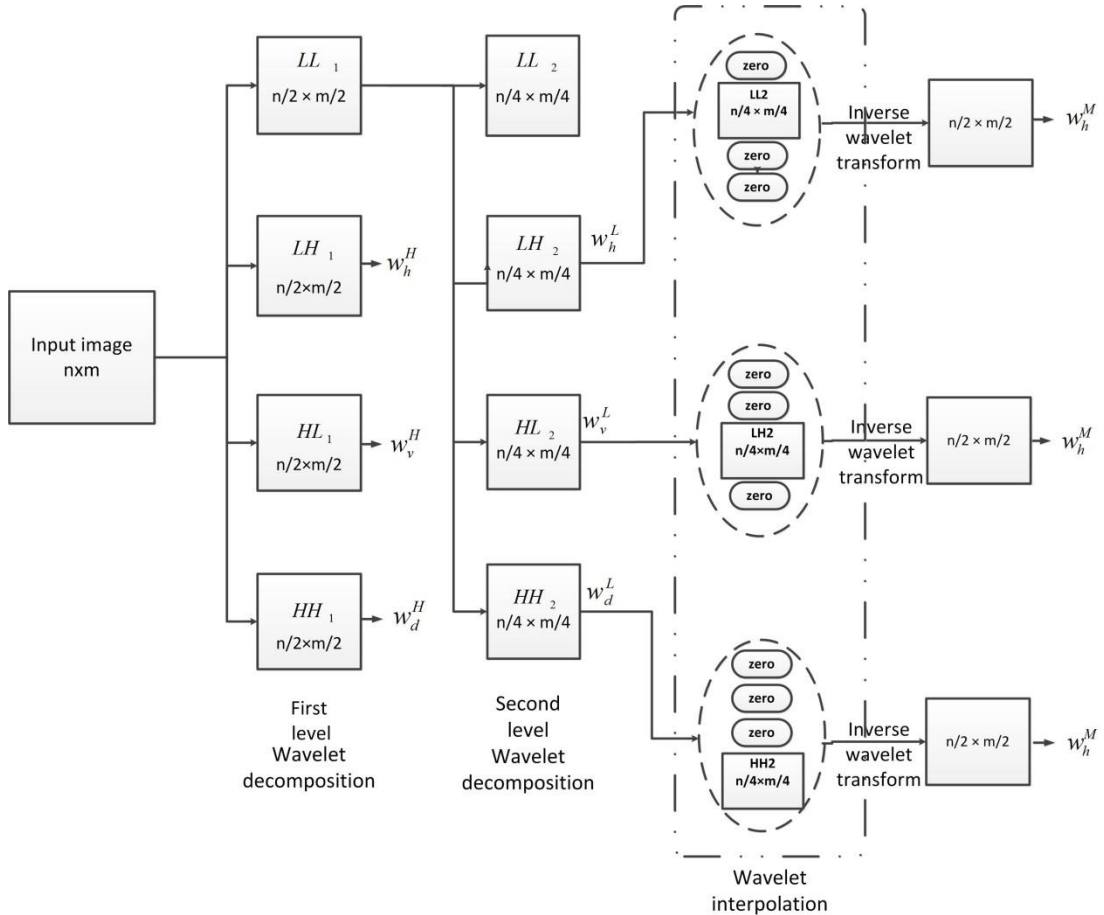 Input image
nxm
LL 1
n/2 × m/2
LH 1
n/2×m/2
w_h^H
HL 1
n/2×m/2
w_v^H
HH 1
n/2×m/2
w_d^H
First
level
Wavelet
decomposition
LL 2
n/4 × m/4
LH 2
n/4 × m/4
w_h^L
HL 2
n/4 × m/4
w_v^L
HH 2
n/4 × m/4
w_d^L
Second
level
Wavelet
decomposition
zero
LL2
n/4 × m/4
zero
zero
Inverse
wavelet
transform
n/2 × m/2
w_h^M
zero
zero
LH2
n/4×m/4
zero
Inverse
wavelet
transform
n/2 × m/2
w_h^M
zero
zero
zero
HH2
n/4×m/4
Inverse
wavelet
transform
n/2 × m/2
w_h^M
Wavelet
interpolation